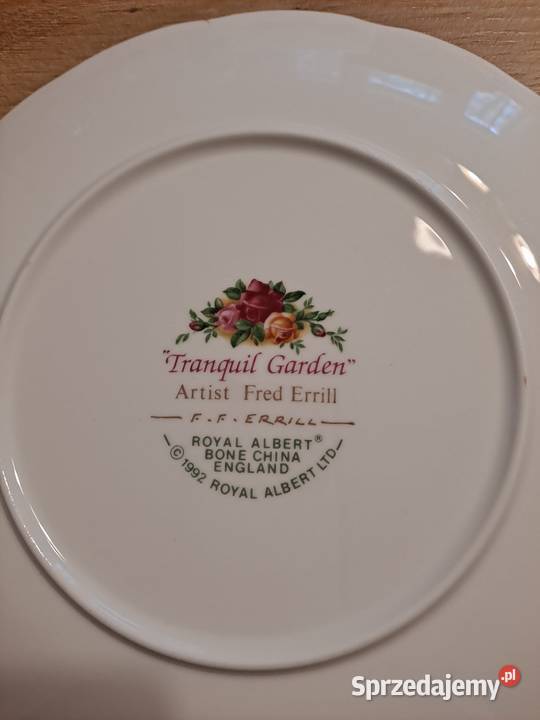 "Tranquil Garden"
Artist Fred Errill
F. F. ERRILL
ROYAL ALBERT®
BONE CHINA
ENGLAND
©1992 ROYAL ALBERT LTD
Sprzedajemy.pl